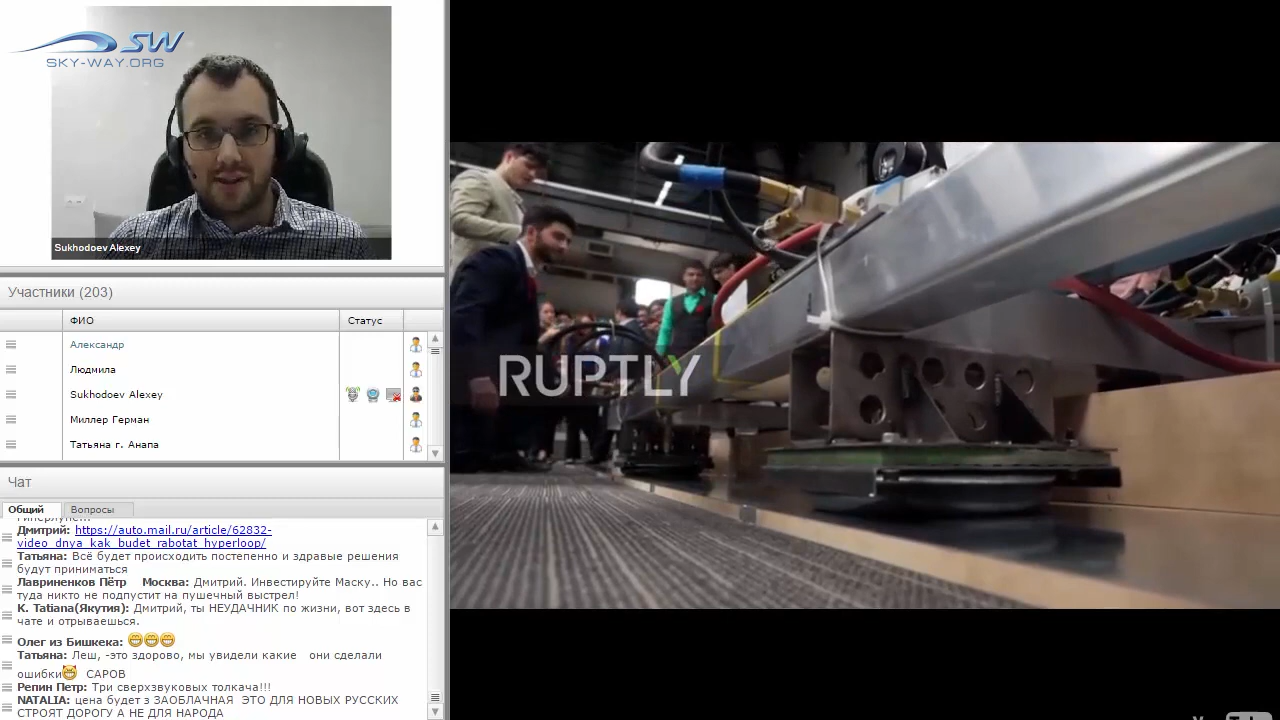 SW
SKY-WAY.ORG
Sukhodoev Alexey
Участники (203)
ФИО
Статус
Александр
Людмила
Sukhodoev Alexey
Миллер Герман
Татьяна г. Анапа
Чат
Общий
Вопросы
Дмитрий: https://auto.mail.ru/article/62832-
video_dnya_kak_budet_rabotat_hyperloop/
Татьяна: Всё будет происходить постепенно и здравые решения
будут приниматься
Лавриненков Пётр Москва: Дмитрий. Инвестируйте Маску.. Но вас
туда никто не подпустит на пушечный выстрел!
K. Tatiana(Якутия): Дмитрий, ты НЕУДАЧНИК по жизни, вот здесь в
чате и отрываешься.
Олег из Бишкека:
Татьяна: Леш, -это здорово, мы увидели какие они сделали
ошибки САРОВ
Репин Петр: Три сверхзвуковых толкача!!!
NATALIA: цена будет з ЗАОБЛАЧНАЯ ЭТО ДЛЯ НОВЫХ РУССКИХ
СТРОЯТ ДОРОГУ А НЕ ДЛЯ НАРОДА
RUPTLY